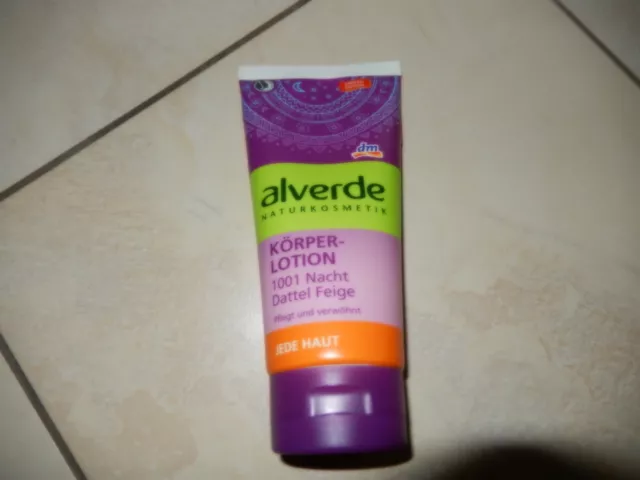 dm
alverde
NATURKOSMETIK
KÖRPER-
LOTION
1001 Nacht
Dattel Feige
Pflegt und verwöhnt
JEDE HAUT